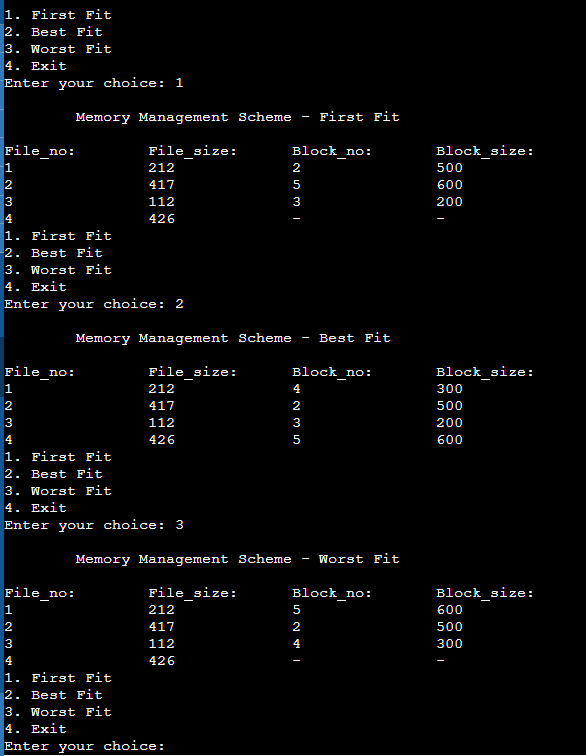 1. First Fit
2. Best Fit
3. Worst Fit
4. Exit
Enter your choice: 1
Memory Management Scheme - First Fit
File_no: File_size: Block_no: Block_size:
1 212 2 500
2 417 5 600
3 112 3 200
4 426 - -
1. First Fit
2. Best Fit
3. Worst Fit
4. Exit
Enter your choice: 2
Memory Management Scheme - Best Fit
File_no: File_size: Block_no: Block_size:
1 212 4 300
2 417 2 500
3 112 3 200
4 426 5 600
1. First Fit
2. Best Fit
3. Worst Fit
4. Exit
Enter your choice: 3
Memory Management Scheme - Worst Fit
File_no: File_size: Block_no: Block_size:
1 212 5 600
2 417 2 500
3 112 4 300
4 426 - -
1. First Fit
2. Best Fit
3. Worst Fit
4. Exit
Enter your choice: